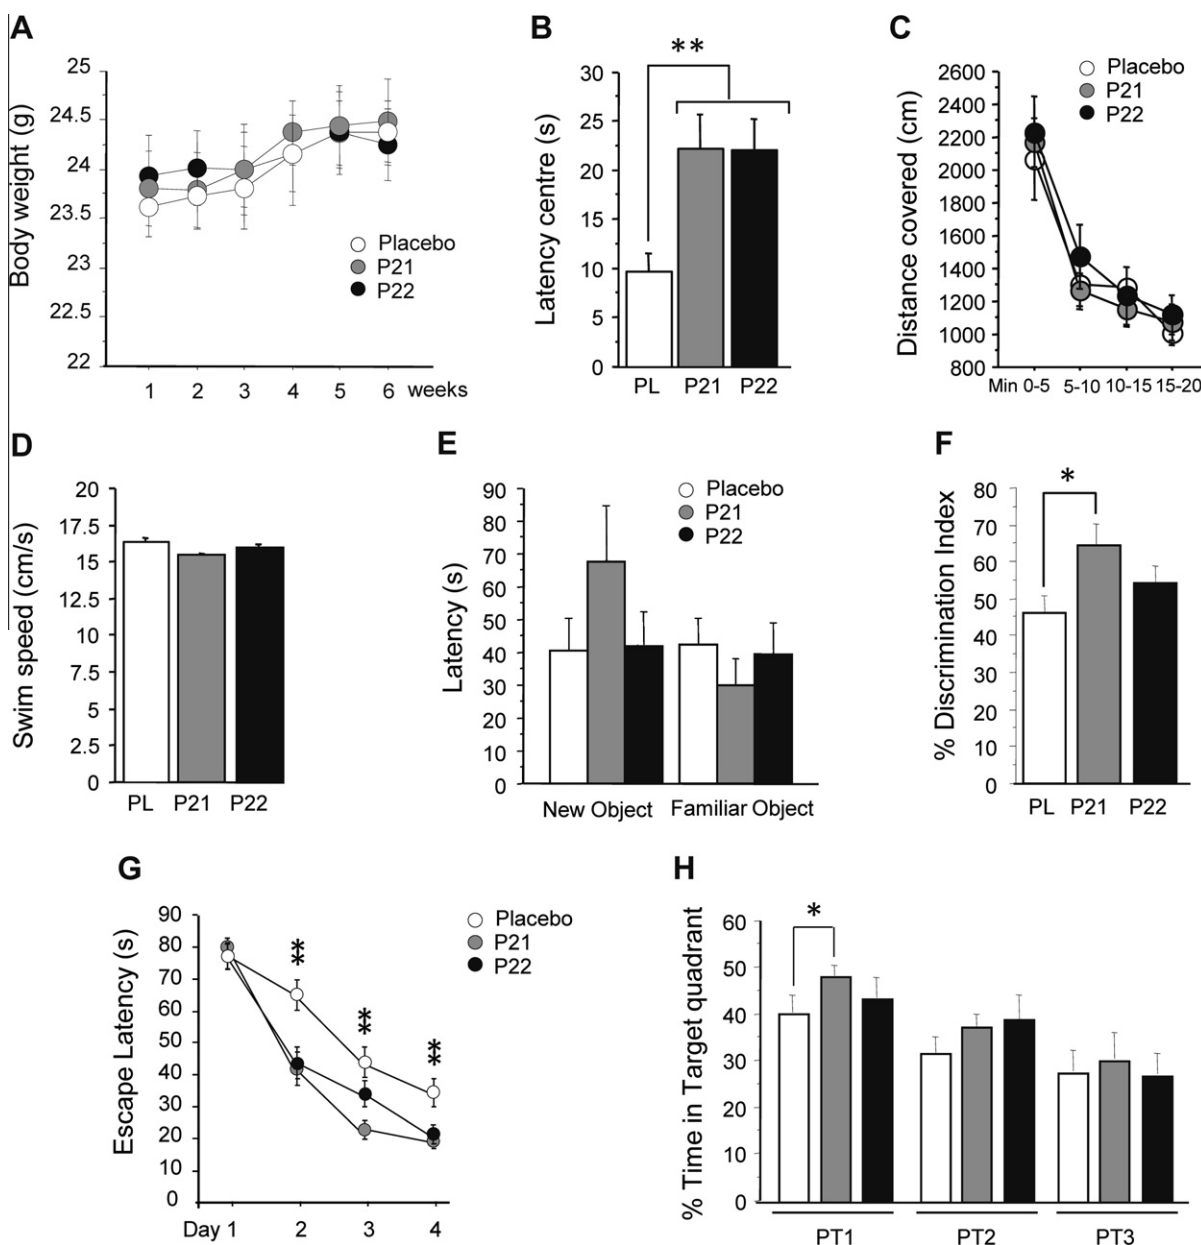 A
Body weight (g)
25
24.5
24
23.5
23
22.5
22
Placebo
P21
P22
1 2 3 4 5 6 weeks
B
**
Latency centre (s)
30
25
20
15
10
5
0
PL P21 P22
C
Placebo
P21
P22
Distance covered (cm)
2600
2400
2200
2000
1800
1600
1400
1200
1000
800
Min 0-5 5-10 10-15 15-20
D
Swim speed (cm/s)
20
17.5
15
12.5
10
7.5
5
2.5
0
PL P21 P22
E
Placebo
P21
P22
Latency (s)
90
80
70
60
50
40
30
20
10
0
New Object Familiar Object
F
*
% Discrimination Index
80
70
60
50
40
30
20
10
0
PL P21 P22
G
Placebo
P21
P22
Escape Latency (s)
90
80
70
60
50
40
30
20
10
0
** ** **
Day 1 2 3 4
H
*
% Time in Target quadrant
60
50
40
30
20
10
0
PT1 PT2 PT3